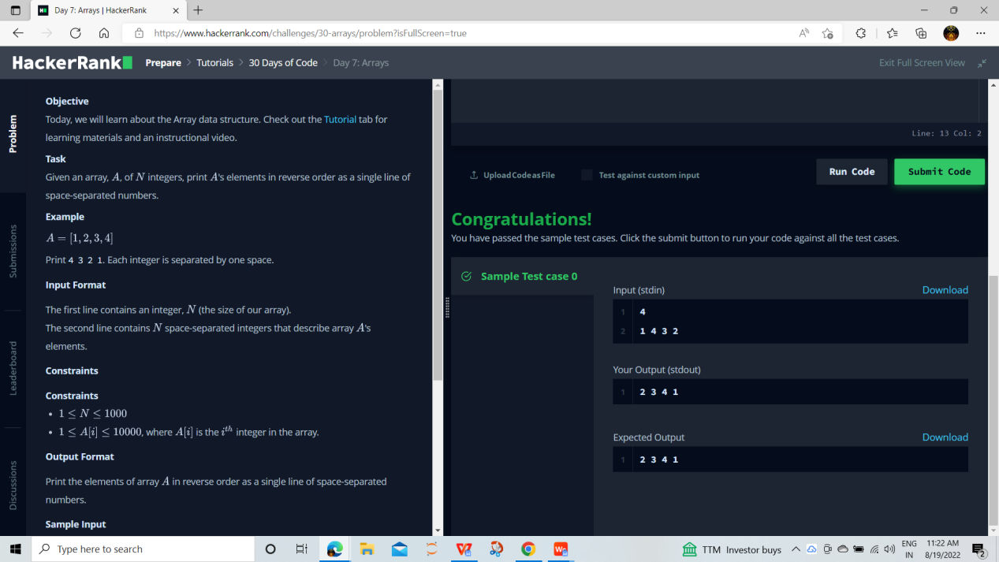 Day 7: Arrays | HackerRank
https://www.hackerrank.com/challenges/30-arrays/problem?isFullScreen=true
HackerRank
Prepare > Tutorials > 30 Days of Code > Day 7: Arrays
Exit Full Screen View
Problem
Submissions
Leaderboard
Discussions
Objective
Today, we will learn about the Array data structure. Check out the Tutorial tab for
learning materials and an instructional video.
Task
Given an array, A, of N integers, print A's elements in reverse order as a single line of
space-separated numbers.
Example
A = [1, 2, 3, 4]
Print 4 3 2 1. Each integer is separated by one space.
Input Format
The first line contains an integer, N (the size of our array).
The second line contains N space-separated integers that describe array A's
elements.
Constraints
Constraints
• 1 ≤ N ≤ 1000
• 1 ≤ A[i] ≤ 10000, where A[i] is the i^th integer in the array.
Output Format
Print the elements of array A in reverse order as a single line of space-separated
numbers.
Sample Input
Line: 13 Col: 2
Upload Code as File
Test against custom input
Run Code
Submit Code
Congratulations!
You have passed the sample test cases. Click the submit button to run your code against all the test cases.
Sample Test case 0
Input (stdin)
Download
1 4
2 1 4 3 2
Your Output (stdout)
1 2 3 4 1
Expected Output
Download
1 2 3 4 1
Type here to search
TTM Investor buys
ENG
IN
11:22 AM
8/19/2022
2